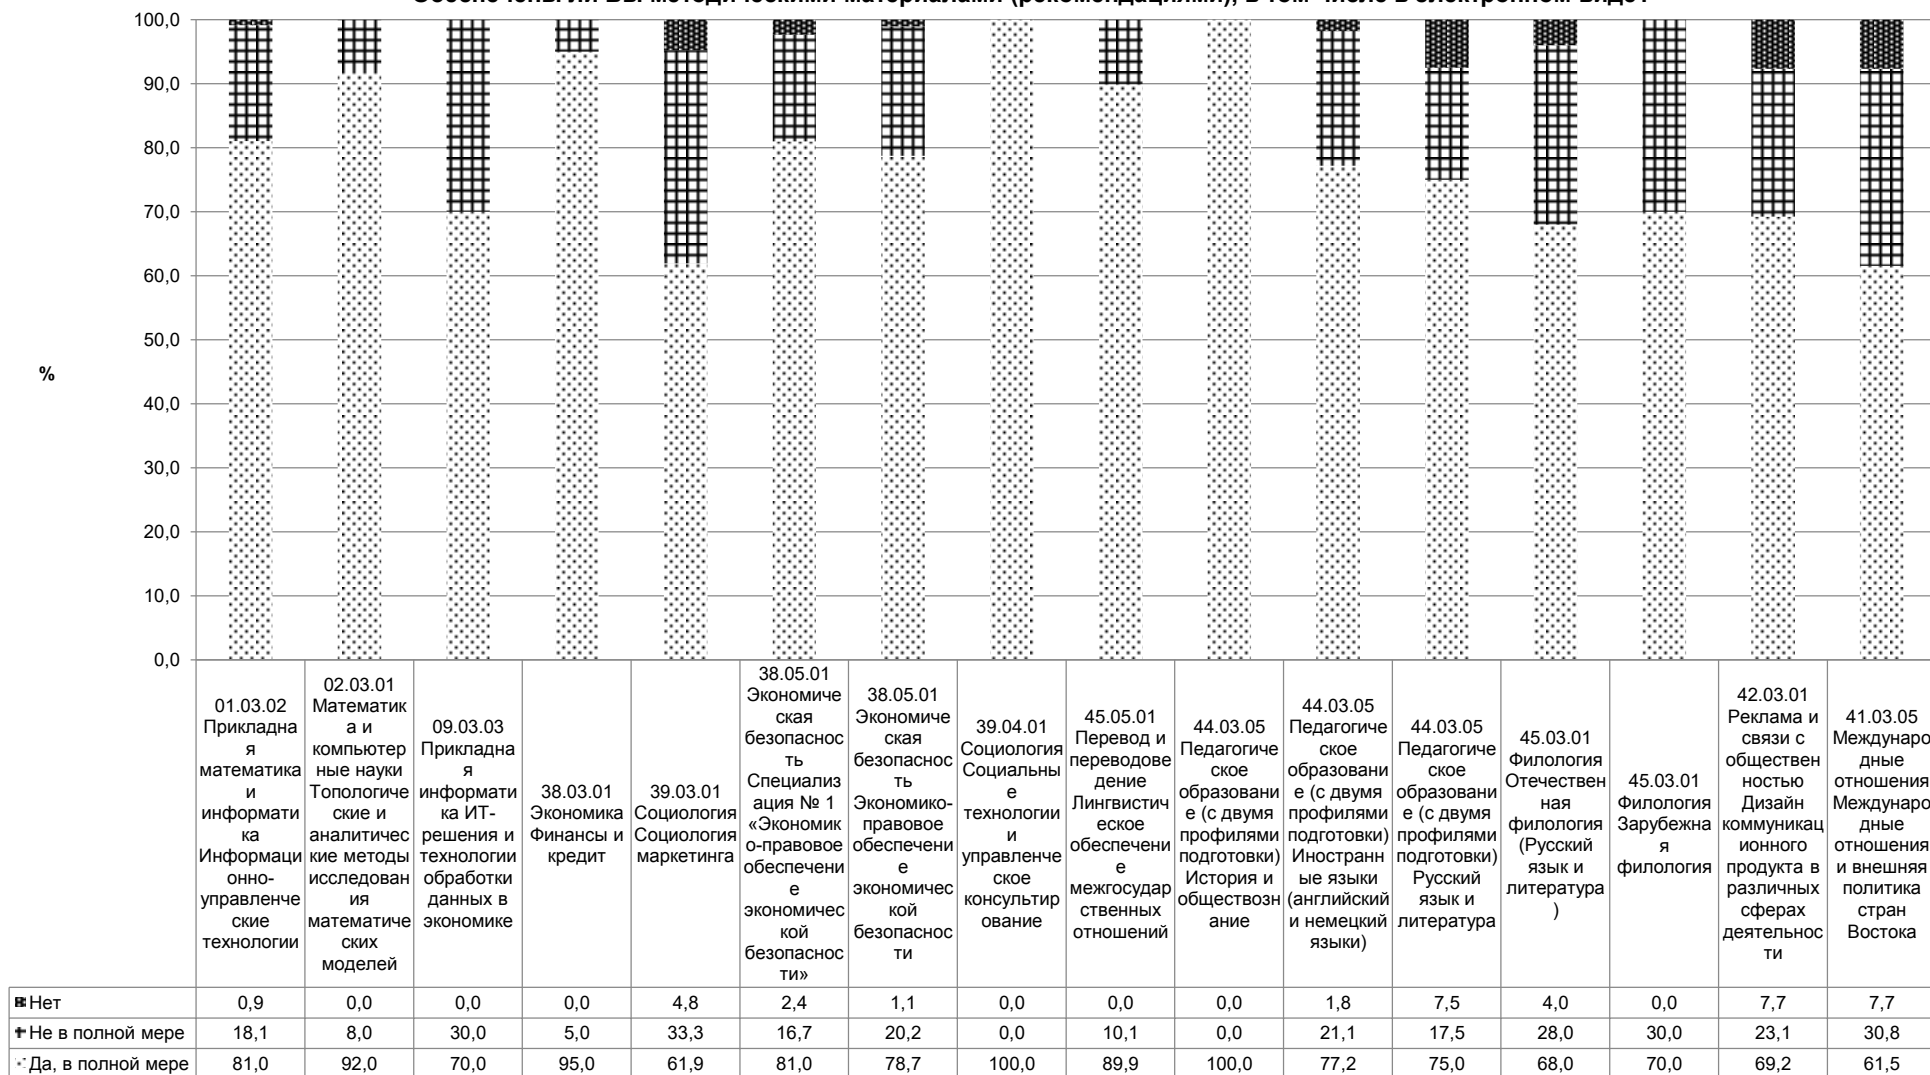 Обеспечены ли Вы методическими материалами (рекомендациями), в том числе в электронном виде?
100,0
90,0
80,0
70,0
60,0
50,0
40,0
30,0
20,0
10,0
0,0
%
01.03.02
Прикладна
я
математика
и
информати
ка
Информаци
онно-
управленче
ские
технологии
02.03.01
Математик
а и
компьютер
ные науки
Топологиче
ские и
аналитичес
кие методы
исследован
ия
математиче
ских
моделей
09.03.03
Прикладна
я
информати
ка ИТ-
решения и
технологии
обработки
данных в
экономике
38.03.01
Экономика
Финансы и
кредит
39.03.01
Социология
Социология
маркетинга
38.05.01
Экономиче
ская
безопаснос
ть
Специализ
ация № 1
«Экономик
о-правовое
обеспечени
е
экономичес
кой
безопаснос
ти»
38.05.01
Экономиче
ская
безопаснос
ть
Экономико-
правовое
обеспечени
е
экономичес
кой
безопаснос
ти
39.04.01
Социология
Социальны
е
технологии
и
управленче
ское
консультир
ование
45.05.01
Перевод и
переводове
дение
Лингвистич
еское
обеспечени
е
межгосудар
ственных
отношений
44.03.05
Педагогиче
ское
образовани
е (с двумя
профилями
подготовки)
История и
обществозн
ание
44.03.05
Педагогиче
ское
образовани
е (с двумя
профилями
подготовки)
Иностранн
ые языки
(английский
и немецкий
языки)
44.03.05
Педагогиче
ское
образовани
е (с двумя
профилями
подготовки)
Русский
язык и
литература
45.03.01
Филология
Отечествен
ная
филология
(Русский
язык и
литература
)
45.03.01
Филология
Зарубежна
я
филология
42.03.01
Реклама и
связи с
обществен
ностью
Дизайн
коммуникац
ионного
продукта в
различных
сферах
деятельнос
ти
41.03.05
Междунаро
дные
отношения
Междунаро
дные
отношения
и внешняя
политика
стран
Востока
Нет 0,9 0,0 0,0 0,0 4,8 2,4 1,1 0,0 0,0 0,0 1,8 7,5 4,0 0,0 7,7 7,7
Не в полной мере 18,1 8,0 30,0 5,0 33,3 16,7 20,2 0,0 10,1 0,0 21,1 17,5 28,0 30,0 23,1 30,8
Да, в полной мере 81,0 92,0 70,0 95,0 61,9 81,0 78,7 100,0 89,9 100,0 77,2 75,0 68,0 70,0 69,2 61,5